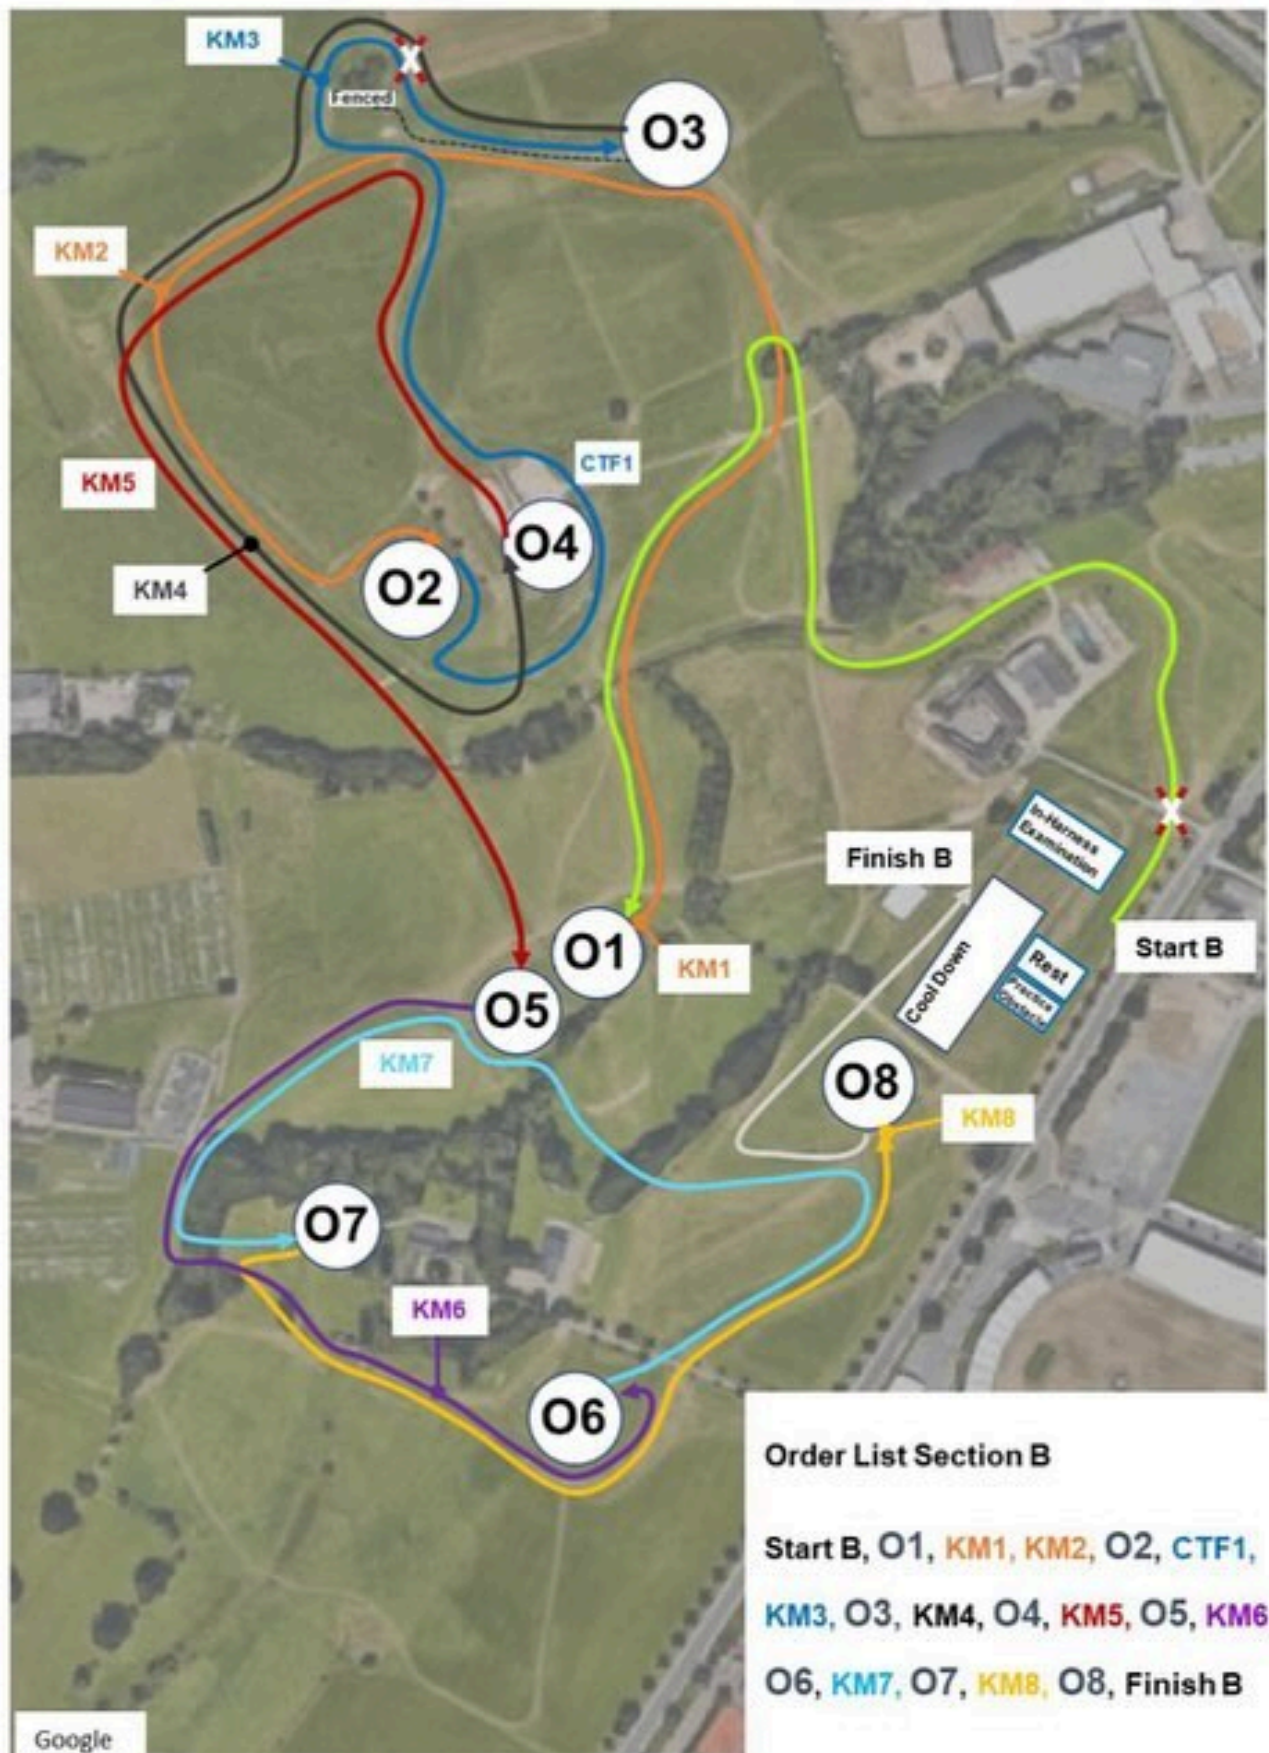 KM3
X
Fenced
O3
KM2
CTF1
KM5
O4
KM4
O2
X
In-Harness
Examination
Finish B
Start B
O1
KM1
Cool Down
Rest
Practice
Obstacle
O5
KM7
O8
KM8
O7
KM6
O6
Order List Section B
Start B, O1, KM1, KM2, O2, CTF1,
KM3, O3, KM4, O4, KM5, O5, KM6
O6, KM7, O7, KM8, O8, Finish B
Google